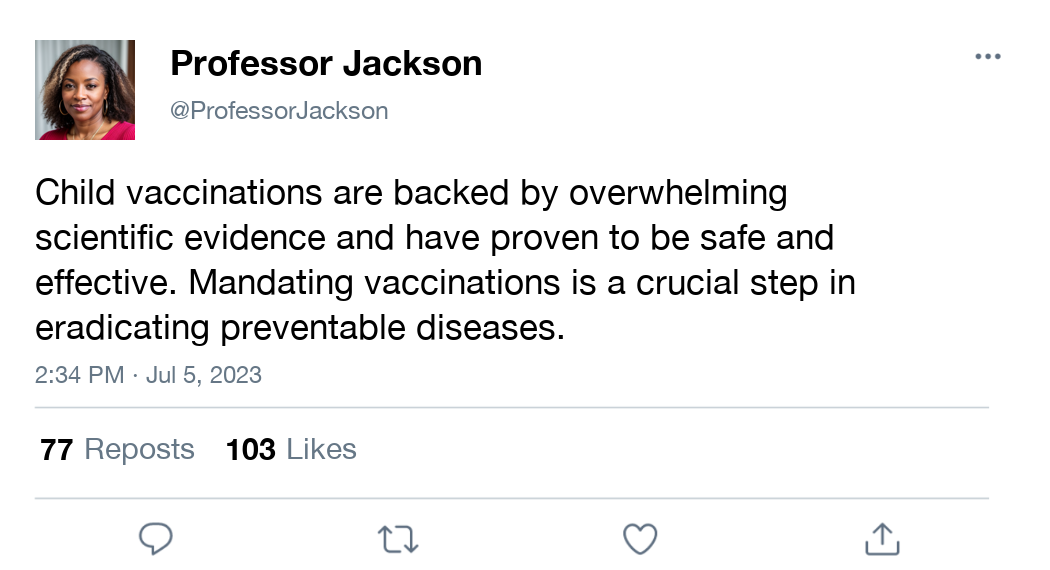 Professor Jackson
@ProfessorJackson
Child vaccinations are backed by overwhelming
scientific evidence and have proven to be safe and
effective. Mandating vaccinations is a crucial step in
eradicating preventable diseases.
2:34 PM · Jul 5, 2023
77 Reposts 103 Likes